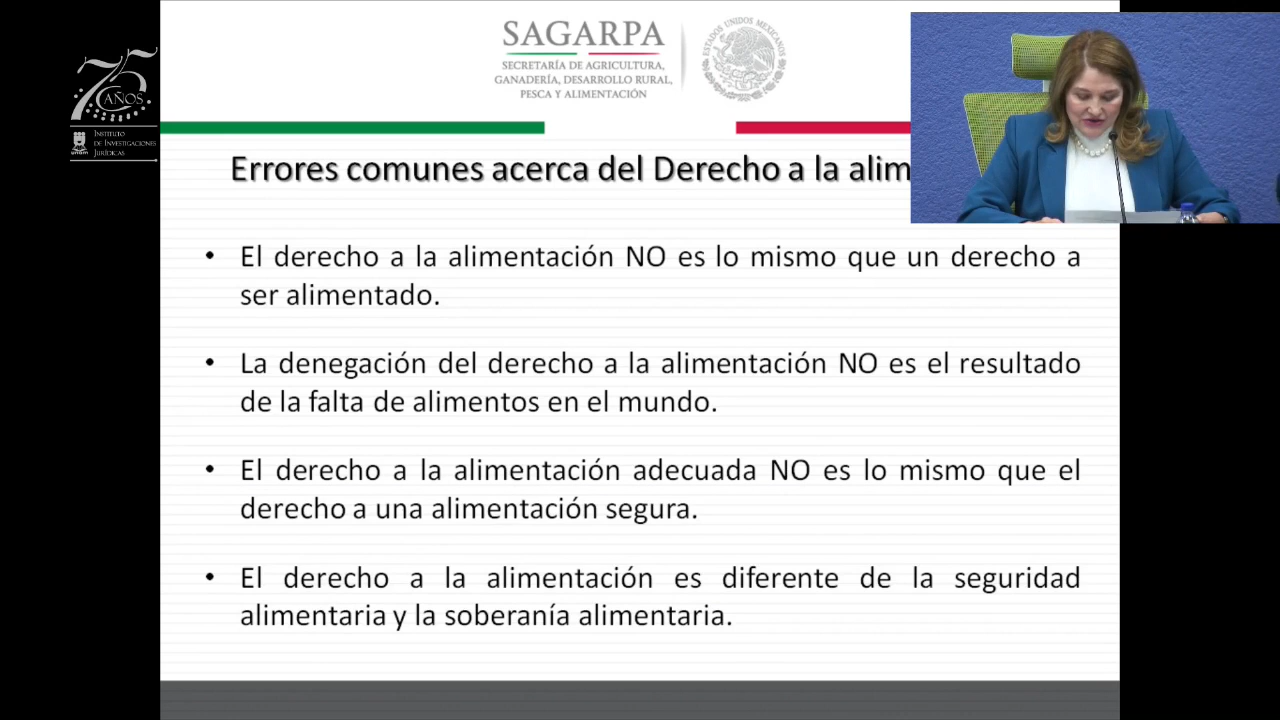 SAGARPA
SECRETARÍA DE AGRICULTURA,
GANADERÍA, DESARROLLO RURAL,
PESCA Y ALIMENTACIÓN
ESTADOS UNIDOS MEXICANOS
75
AÑOS
INSTITUTO
DE INVESTIGACIONES
JURÍDICAS
UNAM
Errores comunes acerca del Derecho a la alim
• El derecho a la alimentación NO es lo mismo que un derecho a
ser alimentado.
• La denegación del derecho a la alimentación NO es el resultado
de la falta de alimentos en el mundo.
• El derecho a la alimentación adecuada NO es lo mismo que el
derecho a una alimentación segura.
• El derecho a la alimentación es diferente de la seguridad
alimentaria y la soberanía alimentaria.